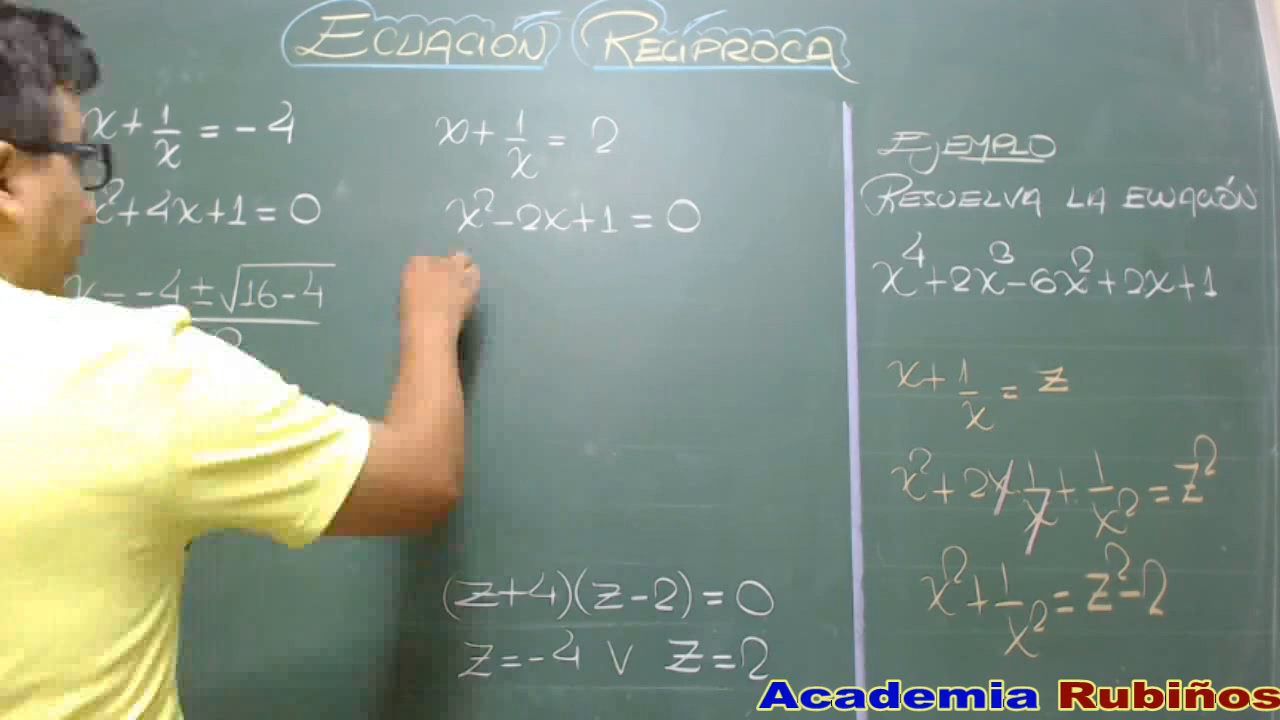 ECUACIÓN RECÍPROCA
x + 1/x = -4
x² + 4x + 1 = 0
x = -4 ± √16-4
2
x + 1/x = 2
x² - 2x + 1 = 0
(z+4)(z-2) = 0
z = -4 ∨ z = 2
EJEMPLO
RESUELVA LA ECUACIÓN
x⁴+2x³-6x²+2x+1
x + 1/x = z
x² + 2x·1/x + 1/x² = z²
x² + 1/x² = z²-2
Academia Rubiños